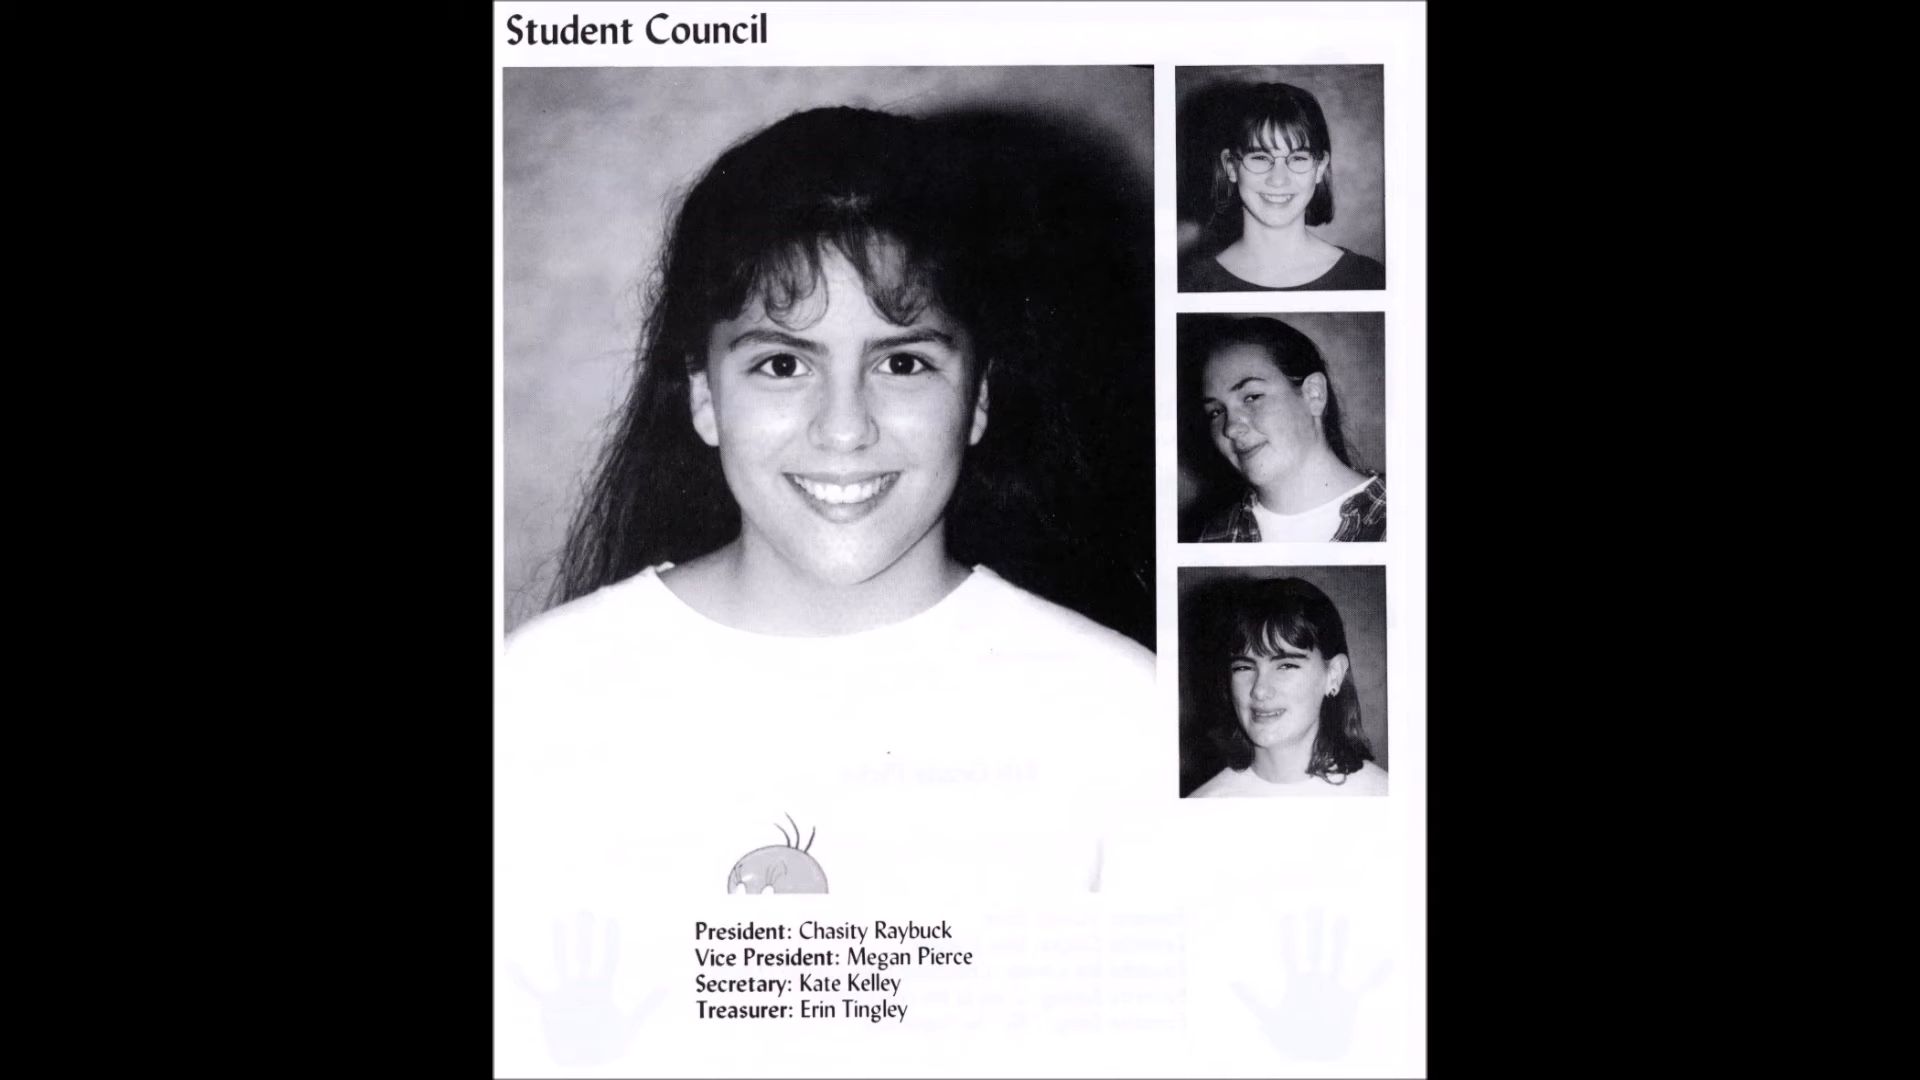 Student Council
President: Chasity Raybuck
Vice President: Megan Pierce
Secretary: Kate Kelley
Treasurer: Erin Tingley